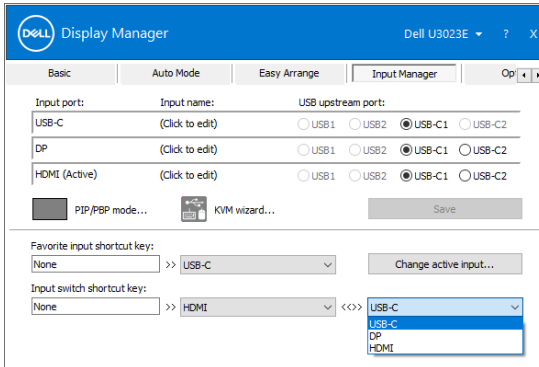 DELL Display Manager Dell U3023E ? X
Basic Auto Mode Easy Arrange Input Manager
Input port: Input name: USB upstream port:
USB-C (Click to edit) USB1 USB2 USB-C1 USB-C2
DP (Click to edit) USB1 USB2 USB-C1 USB-C2
HDMI (Active) (Click to edit) USB1 USB2 USB-C1 USB-C2
PIP/PBP mode... KVM wizard... Save
Favorite input shortcut key:
None >> USB-C Change active input...
Input switch shortcut key:
None >> HDMI <<>> USB-C
USB-C
DP
HDMI